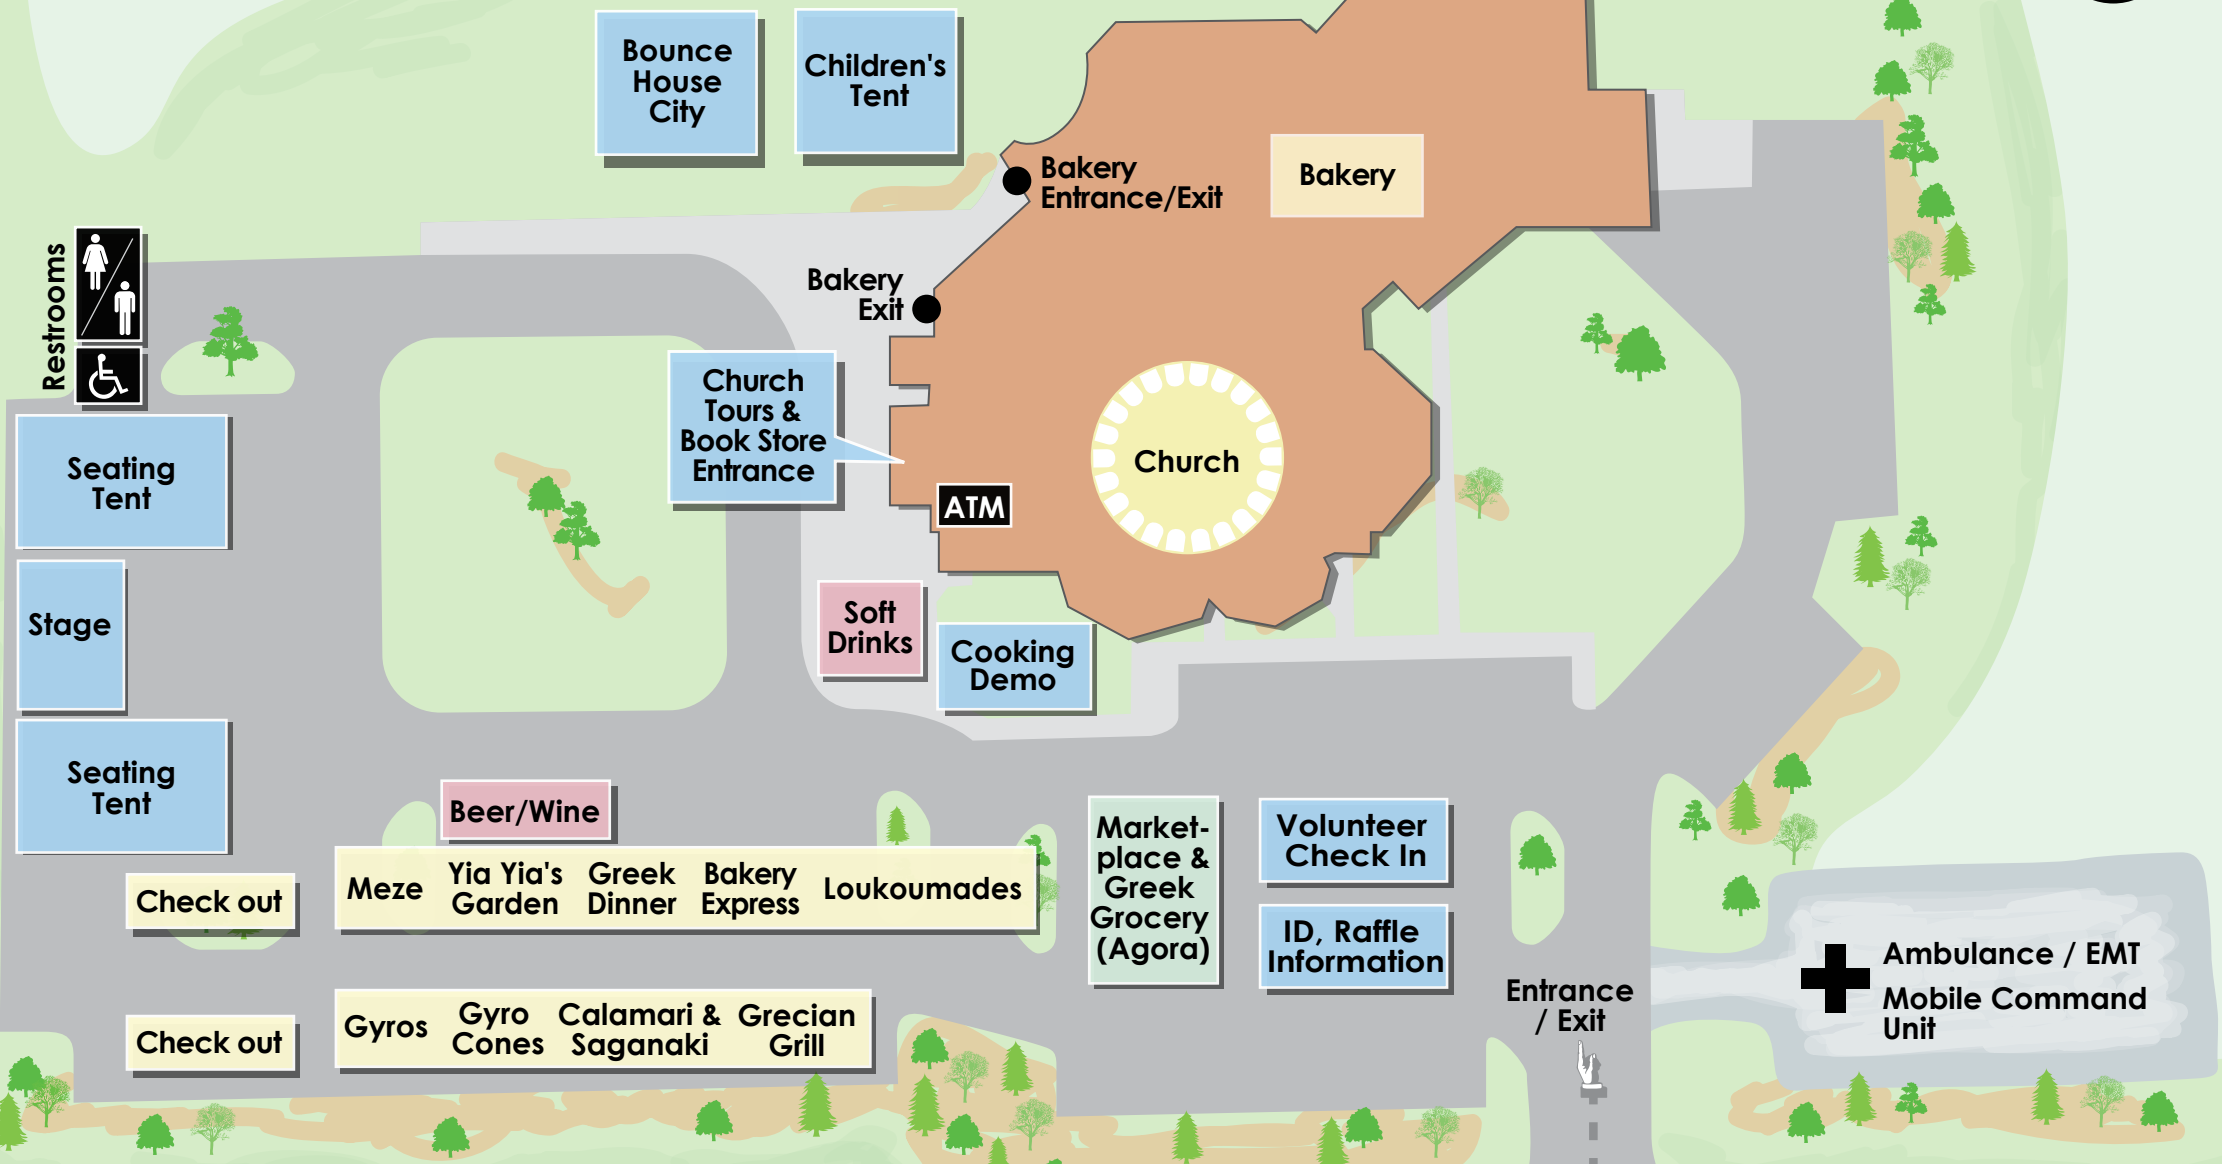 Bounce
House
City
Children's
Tent
Bakery
Entrance/Exit
Bakery
Restrooms
Bakery
Exit
Church
Tours &
Book Store
Entrance
Church
ATM
Seating
Tent
Stage
Soft
Drinks
Cooking
Demo
Seating
Tent
Beer/Wine
Market-
place &
Greek
Grocery
(Agora)
Volunteer
Check In
Check out
Meze
Yia Yia's
Garden
Greek
Dinner
Bakery
Express
Loukoumades
ID, Raffle
Information
Ambulance / EMT
Mobile Command
Unit
Entrance
/ Exit
Check out
Gyros
Gyro
Cones
Calamari &
Saganaki
Grecian
Grill